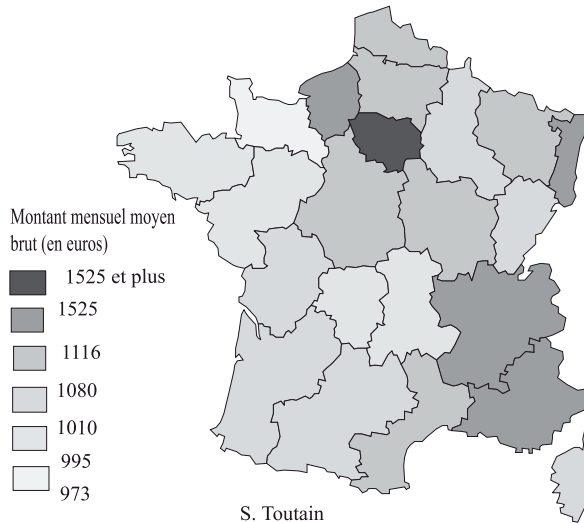 Montant mensuel moyen
brut (en euros)
1525 et plus
1525
1116
1080
1010
995
973
S. Toutain